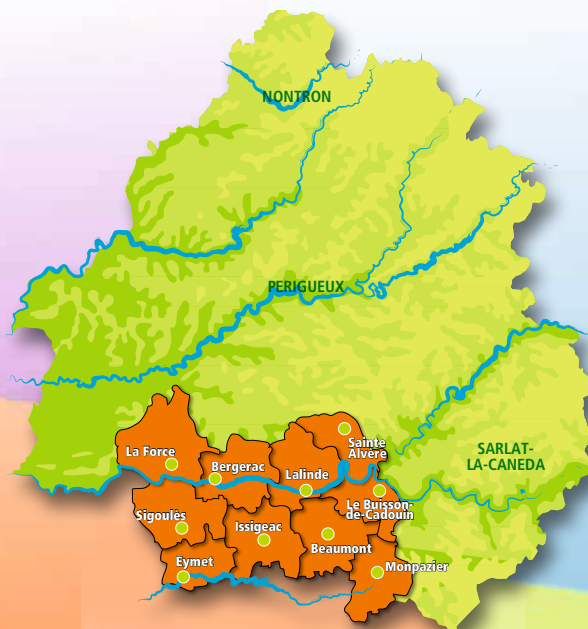 NONTRON
PERIGUEUX
SARLAT-
LA-CANEDA
Sainte
Alvère
La Force
Bergerac
Lalinde
Le Buisson-
de-Cadouin
Sigoulès
Issigeac
Beaumont
Eymet
Monpazier